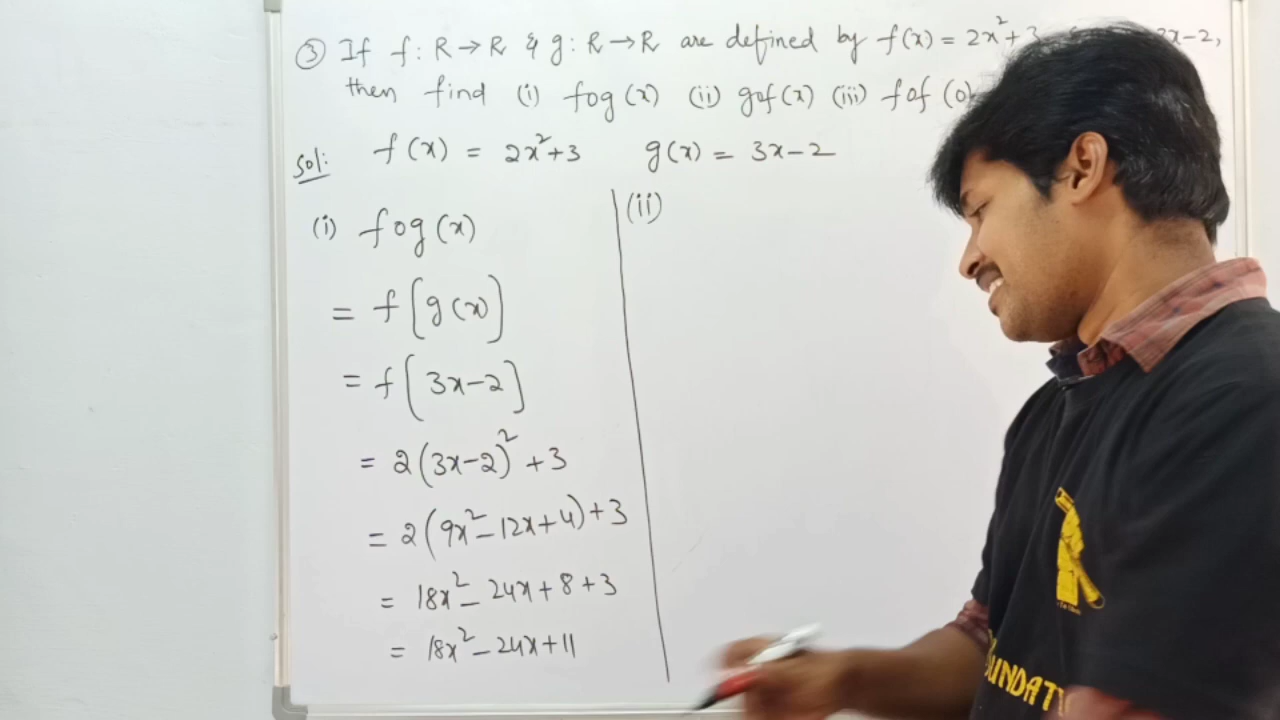 ③ If f: R→R & g: R→R are defined by f(x) = 2x²+3 3x-2,
then find (i) fog(x) (ii) gof(x) (iii) fof (0)
Sol: f(x) = 2x²+3 g(x) = 3x-2
(i) fog(x)
= f[g(x)]
= f[3x-2]
= 2(3x-2)² +3
= 2(9x²-12x+4)+3
= 18x²-24x+8+3
= 18x²-24x+11
(ii)